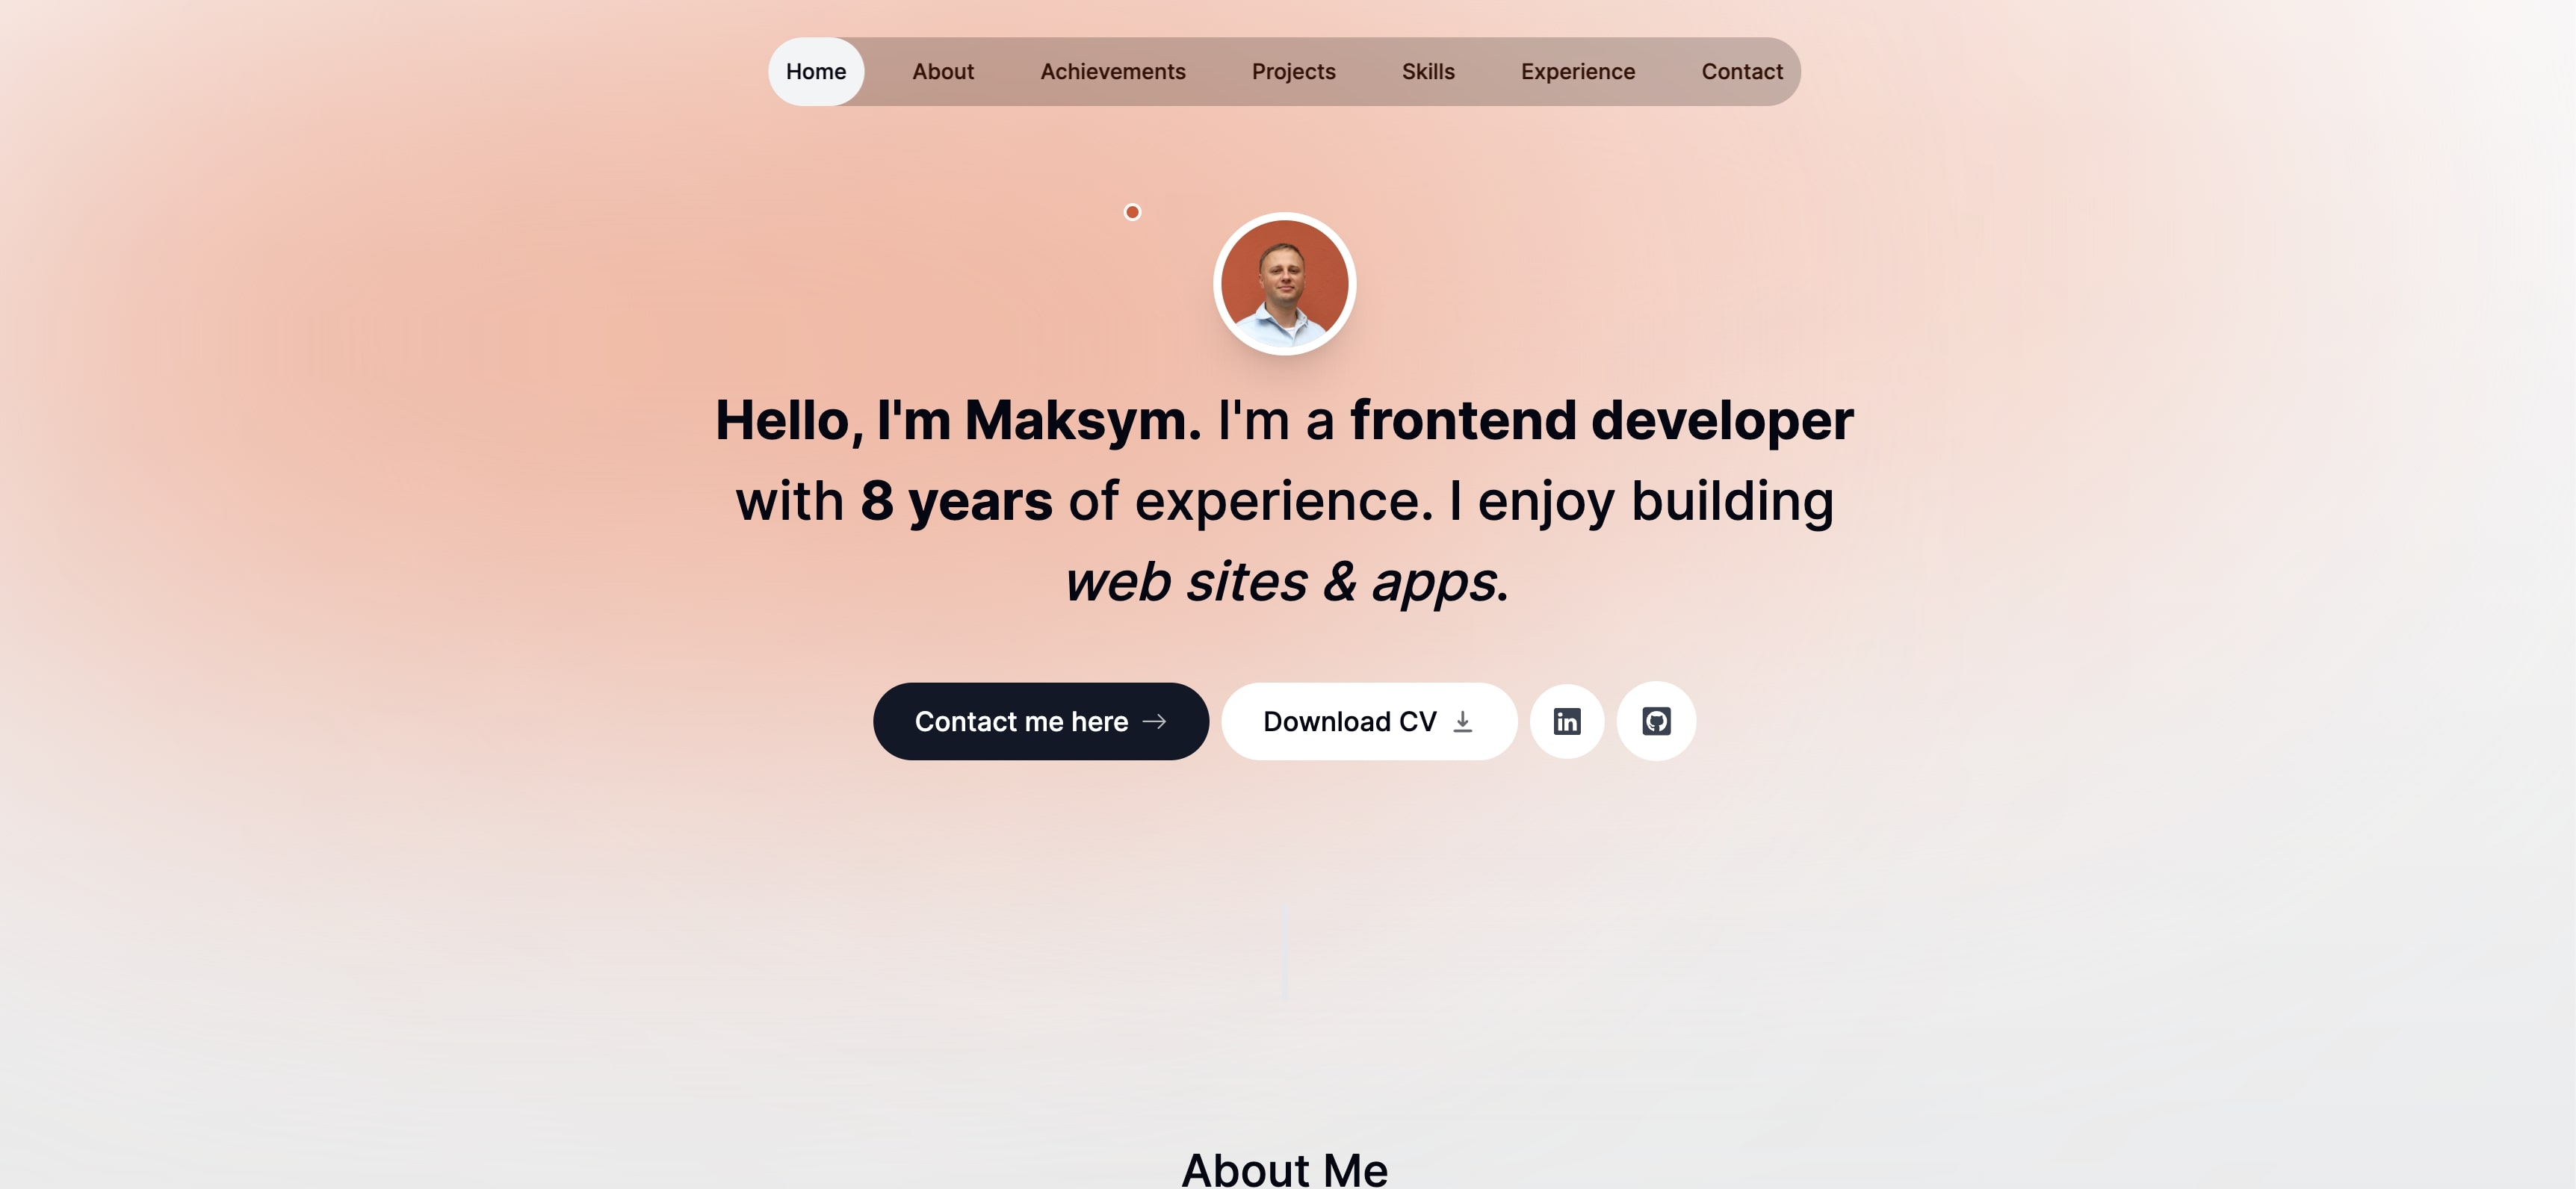 Home About Achievements Projects Skills Experience Contact
Hello, I'm Maksym. I'm a frontend developer
with 8 years of experience. I enjoy building
web sites & apps.
Contact me here Download CV in
About Me